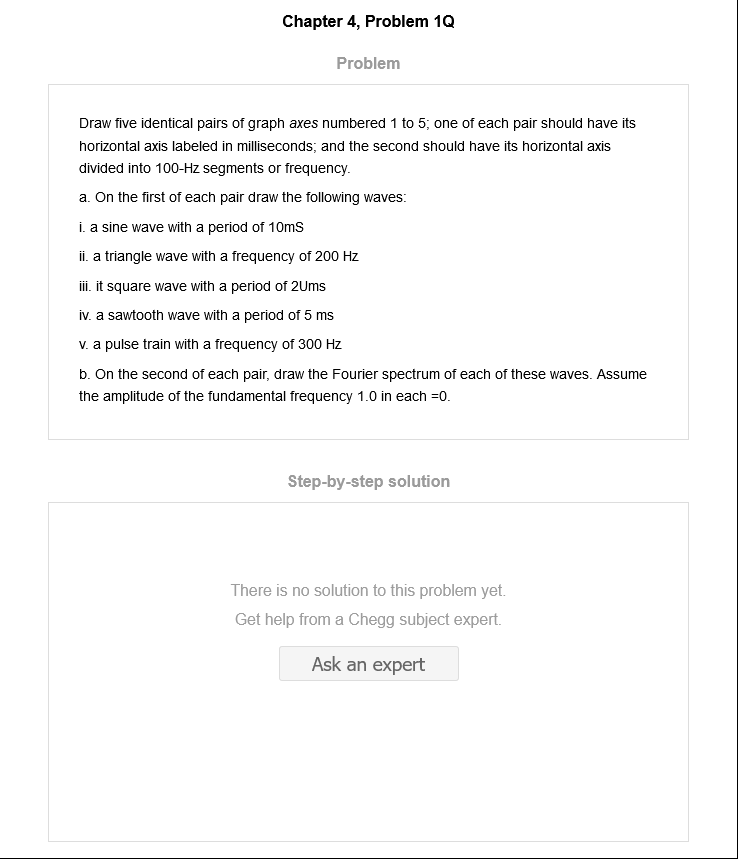 Chapter 4, Problem 1Q
Problem
Draw five identical pairs of graph axes numbered 1 to 5; one of each pair should have its
horizontal axis labeled in milliseconds; and the second should have its horizontal axis
divided into 100-Hz segments or frequency.
a. On the first of each pair draw the following waves:
i. a sine wave with a period of 10mS
ii. a triangle wave with a frequency of 200 Hz
iii. it square wave with a period of 2Ums
iv. a sawtooth wave with a period of 5 ms
v. a pulse train with a frequency of 300 Hz
b. On the second of each pair, draw the Fourier spectrum of each of these waves. Assume
the amplitude of the fundamental frequency 1.0 in each =0.
Step-by-step solution
There is no solution to this problem yet.
Get help from a Chegg subject expert.
Ask an expert